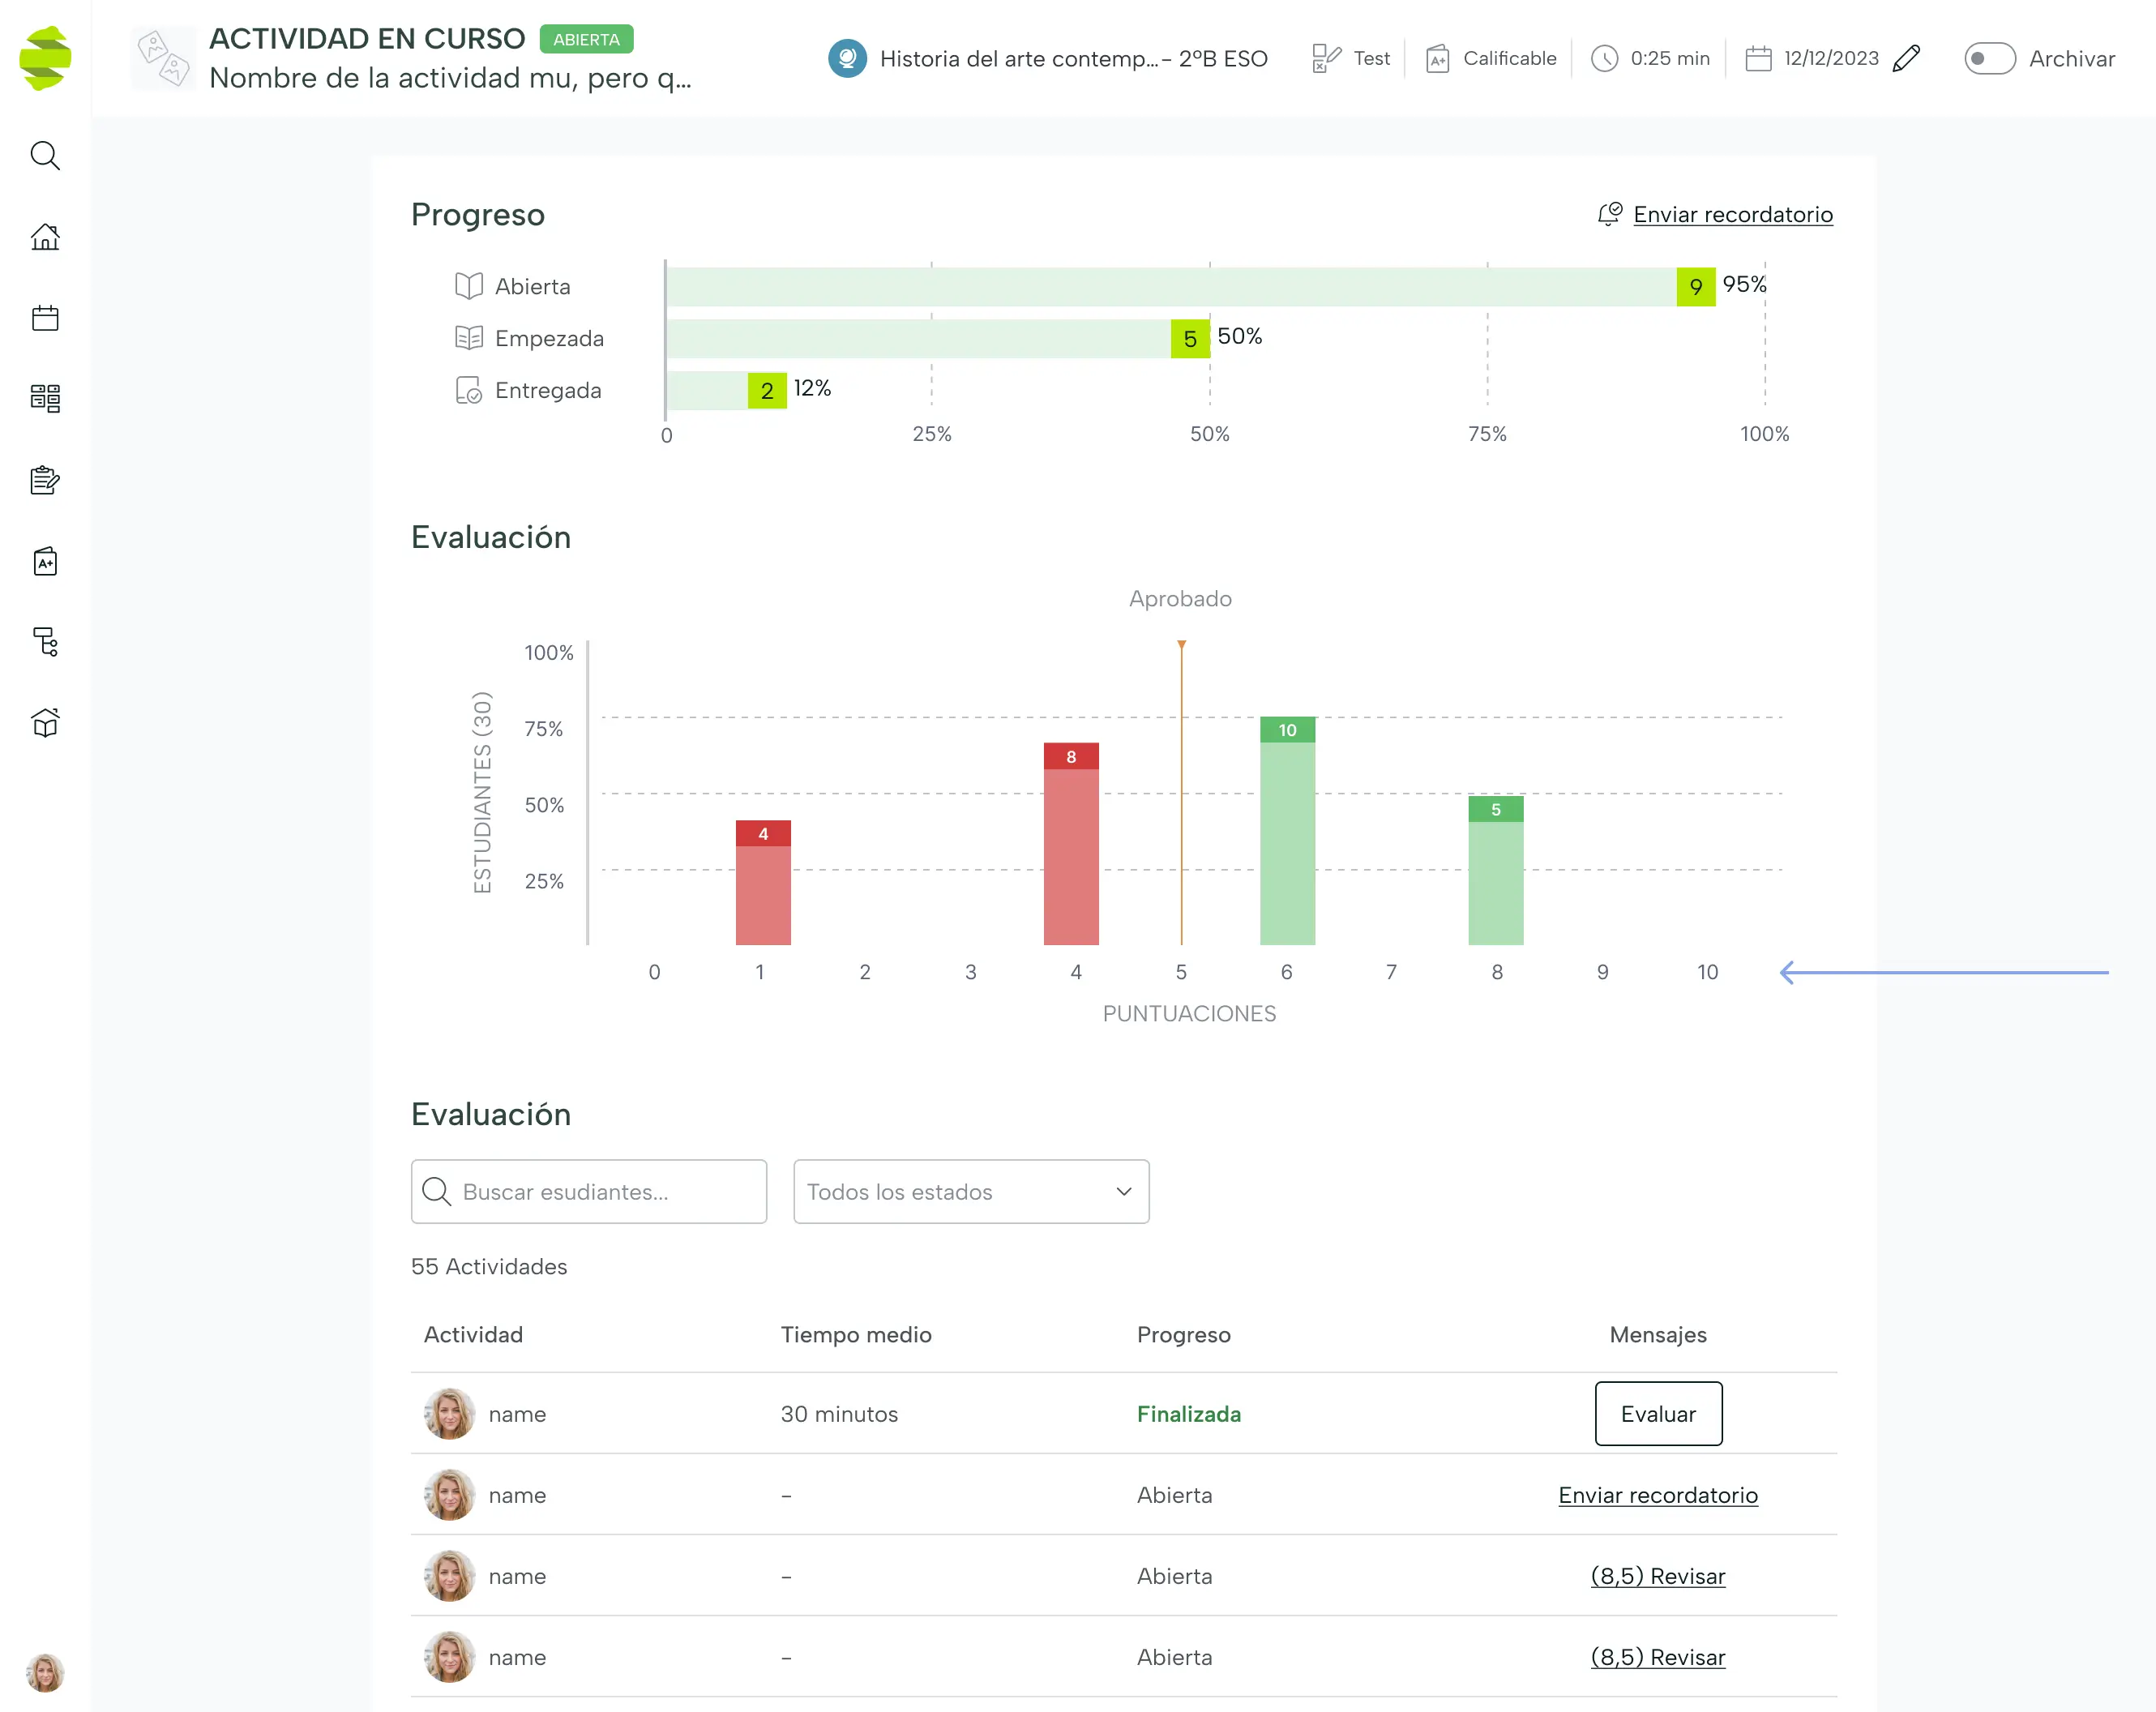 ACTIVIDAD EN CURSO ABIERTA
Nombre de la actividad mu, pero q...
Historia del arte contemp...- 2ºB ESO
Test
Calificable
0:25 min
12/12/2023
Archivar
Progreso
Enviar recordatorio
Abierta 9 95%
Empezada 5 50%
Entregada 2 12%
0 25% 50% 75% 100%
A+
Evaluación
Aprobado
100%
75%
50%
25%
ESTUDIANTES (30)
4 8 10 5
0 1 2 3 4 5 6 7 8 9 10
PUNTUACIONES
Evaluación
Buscar esudiantes...
Todos los estados
55 Actividades
Actividad Tiempo medio Progreso Mensajes
name 30 minutos Finalizada Evaluar
name - Abierta Enviar recordatorio
name - Abierta (8,5) Revisar
name - Abierta (8,5) Revisar